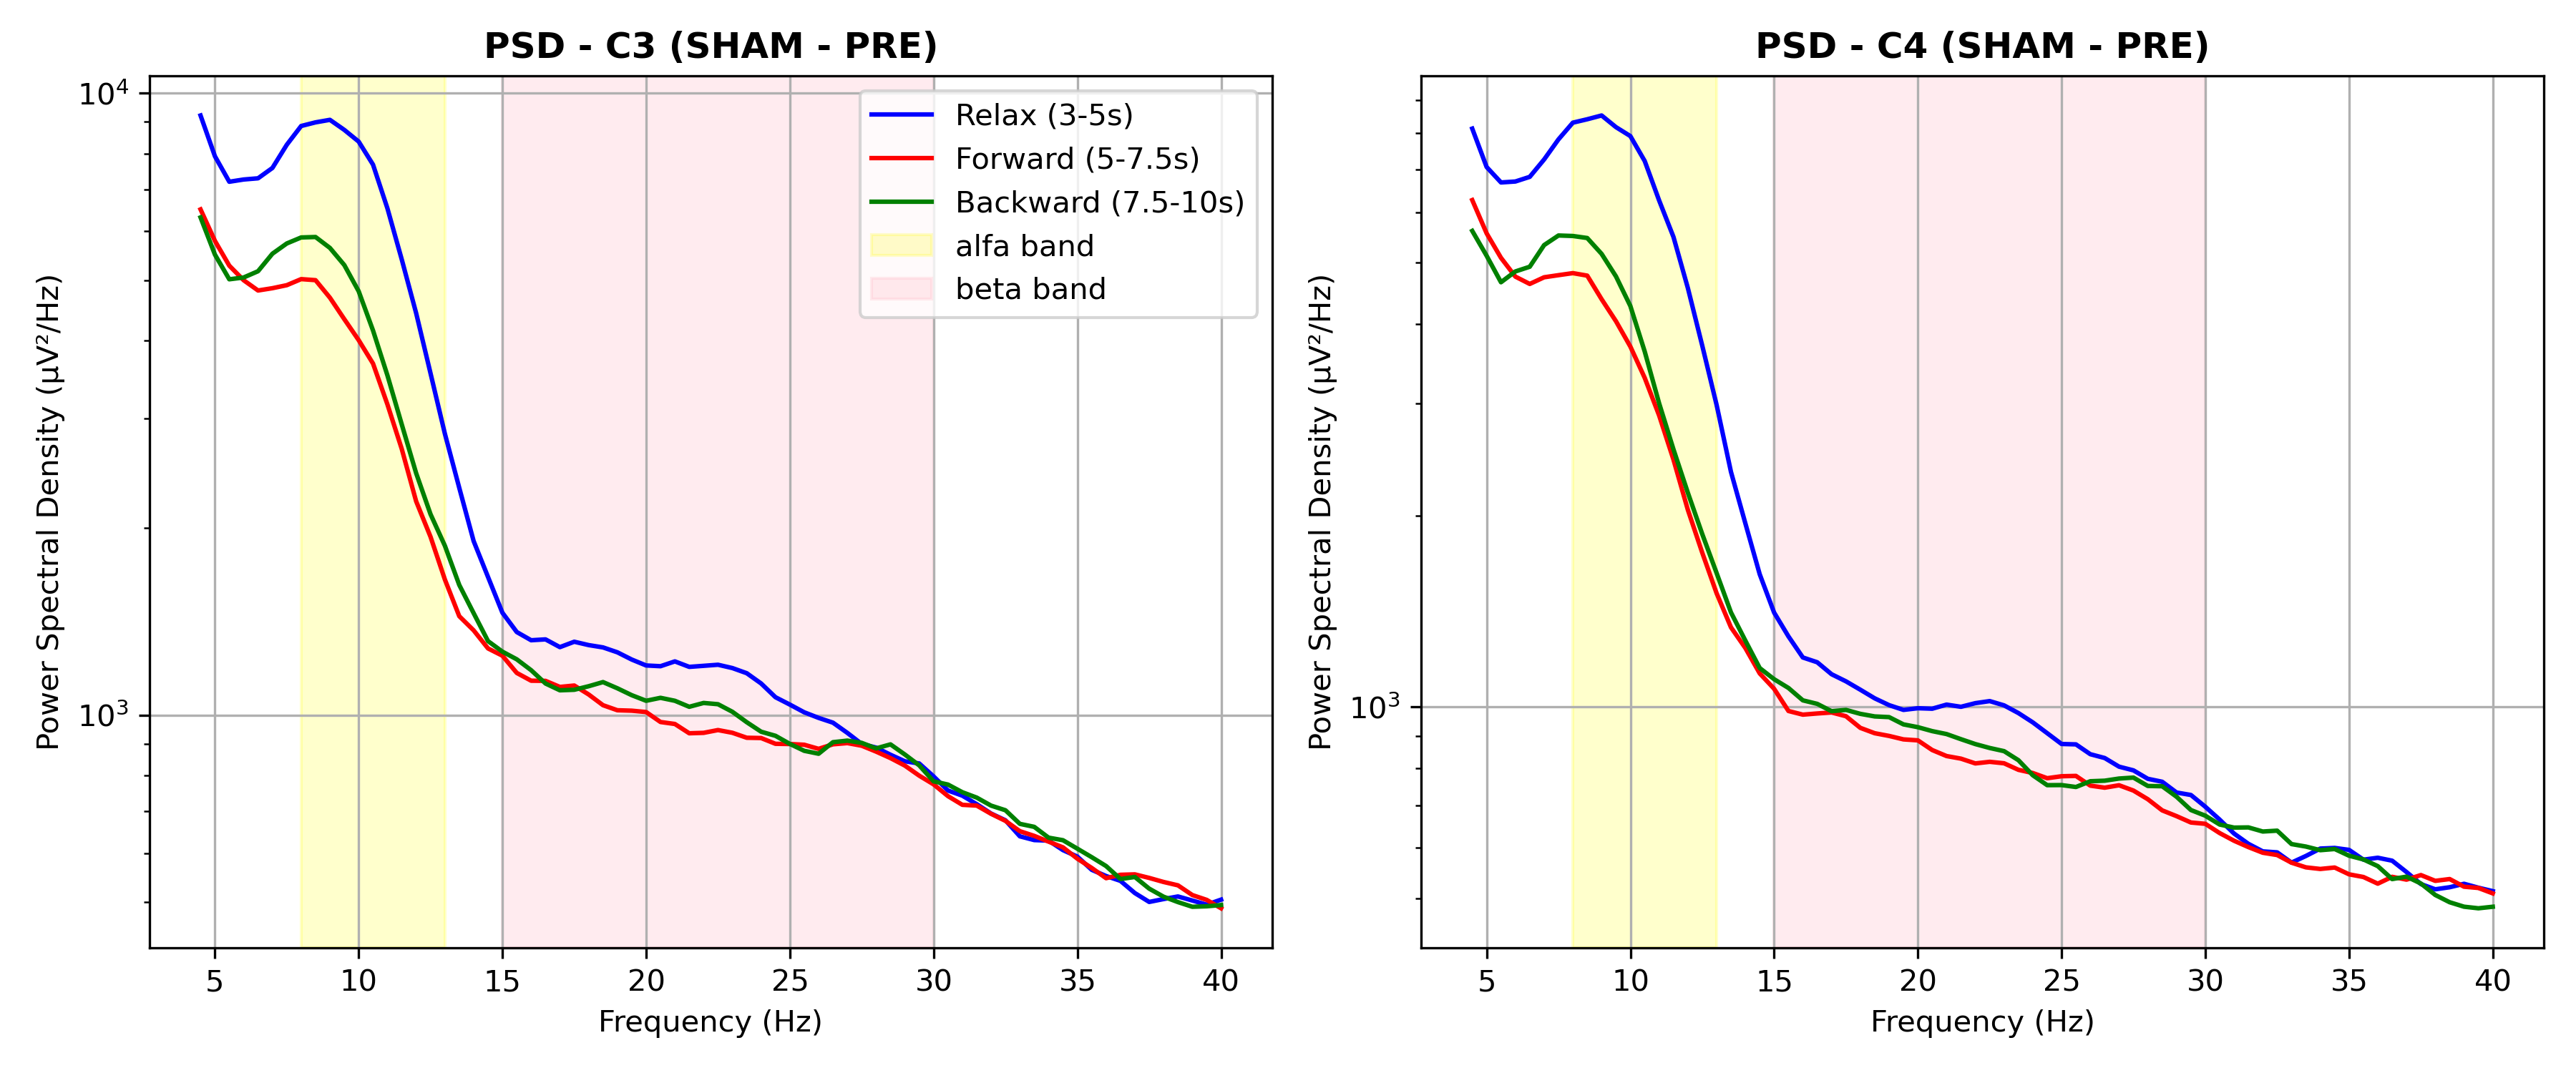 PSD - C3 (SHAM - PRE)
10⁴
10³
Power Spectral Density (µV²/Hz)
Relax (3-5s)
Forward (5-7.5s)
Backward (7.5-10s)
alfa band
beta band
5 10 15 20 25 30 35 40
Frequency (Hz)
PSD - C4 (SHAM - PRE)
10³
Power Spectral Density (µV²/Hz)
5 10 15 20 25 30 35 40
Frequency (Hz)